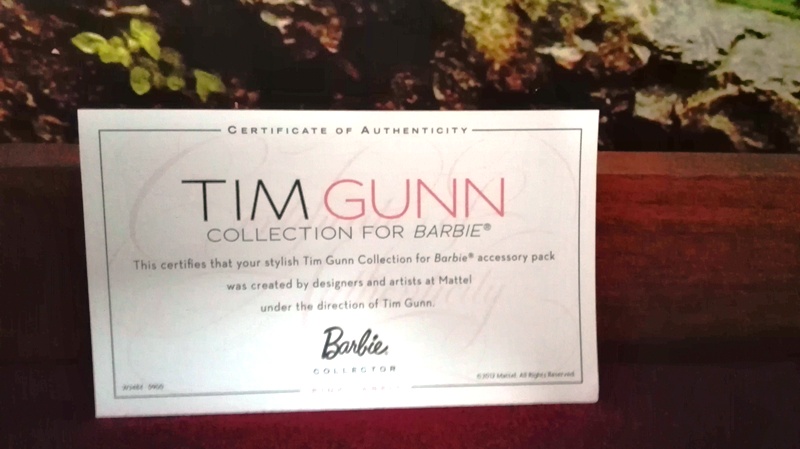 CERTIFICATE OF AUTHENTICITY
TIM GUNN
COLLECTION FOR BARBIE®
This certifies that your stylish Tim Gunn Collection for Barbie® accessory pack
was created by designers and artists at Mattel
under the direction of Tim Gunn.
Barbie
COLLECTOR
©2012 Mattel. All Rights Reserved.